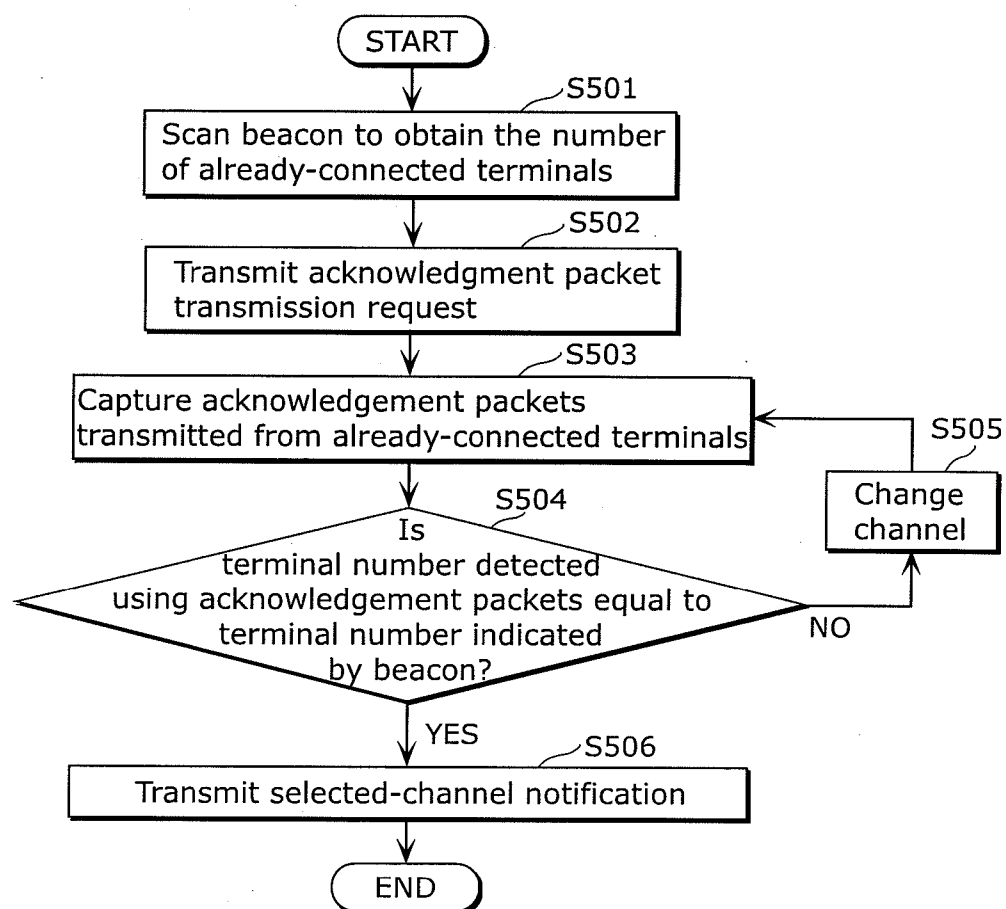 START
S501
Scan beacon to obtain the number
of already-connected terminals
S502
Transmit acknowledgment packet
transmission request
S503
Capture acknowledgement packets
transmitted from already-connected terminals
S505
Change
channel
S504
Is
terminal number detected
using acknowledgement packets equal to
terminal number indicated
by beacon?
NO
YES
S506
Transmit selected-channel notification
END